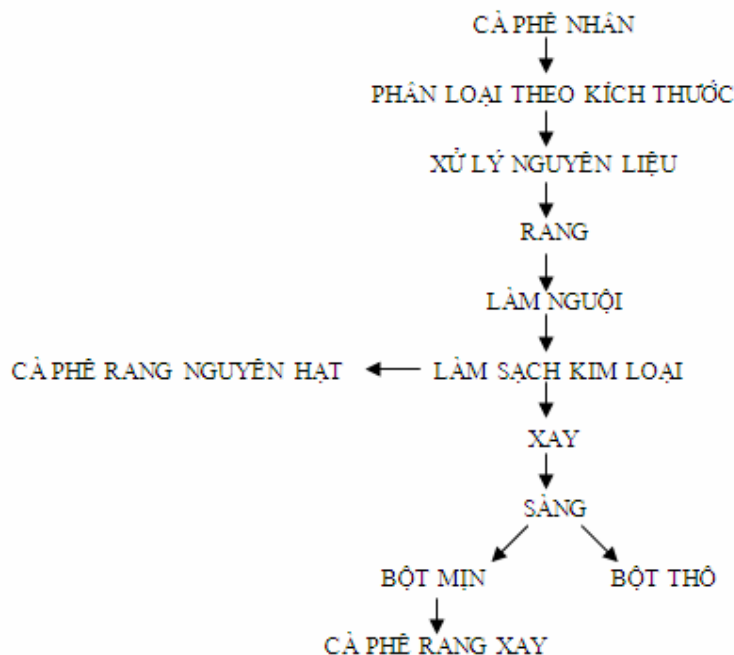 CÀ PHÊ NHÂN
PHÂN LOẠI THEO KÍCH THƯỚC
XỬ LÝ NGUYÊN LIỆU
RANG
LÀM NGUỘI
CÀ PHÊ RANG NGUYÊN HẠT
LÀM SẠCH KIM LOẠI
XAY
SÀNG
BỘT MỊN
BỘT THÔ
CÀ PHÊ RANG XAY